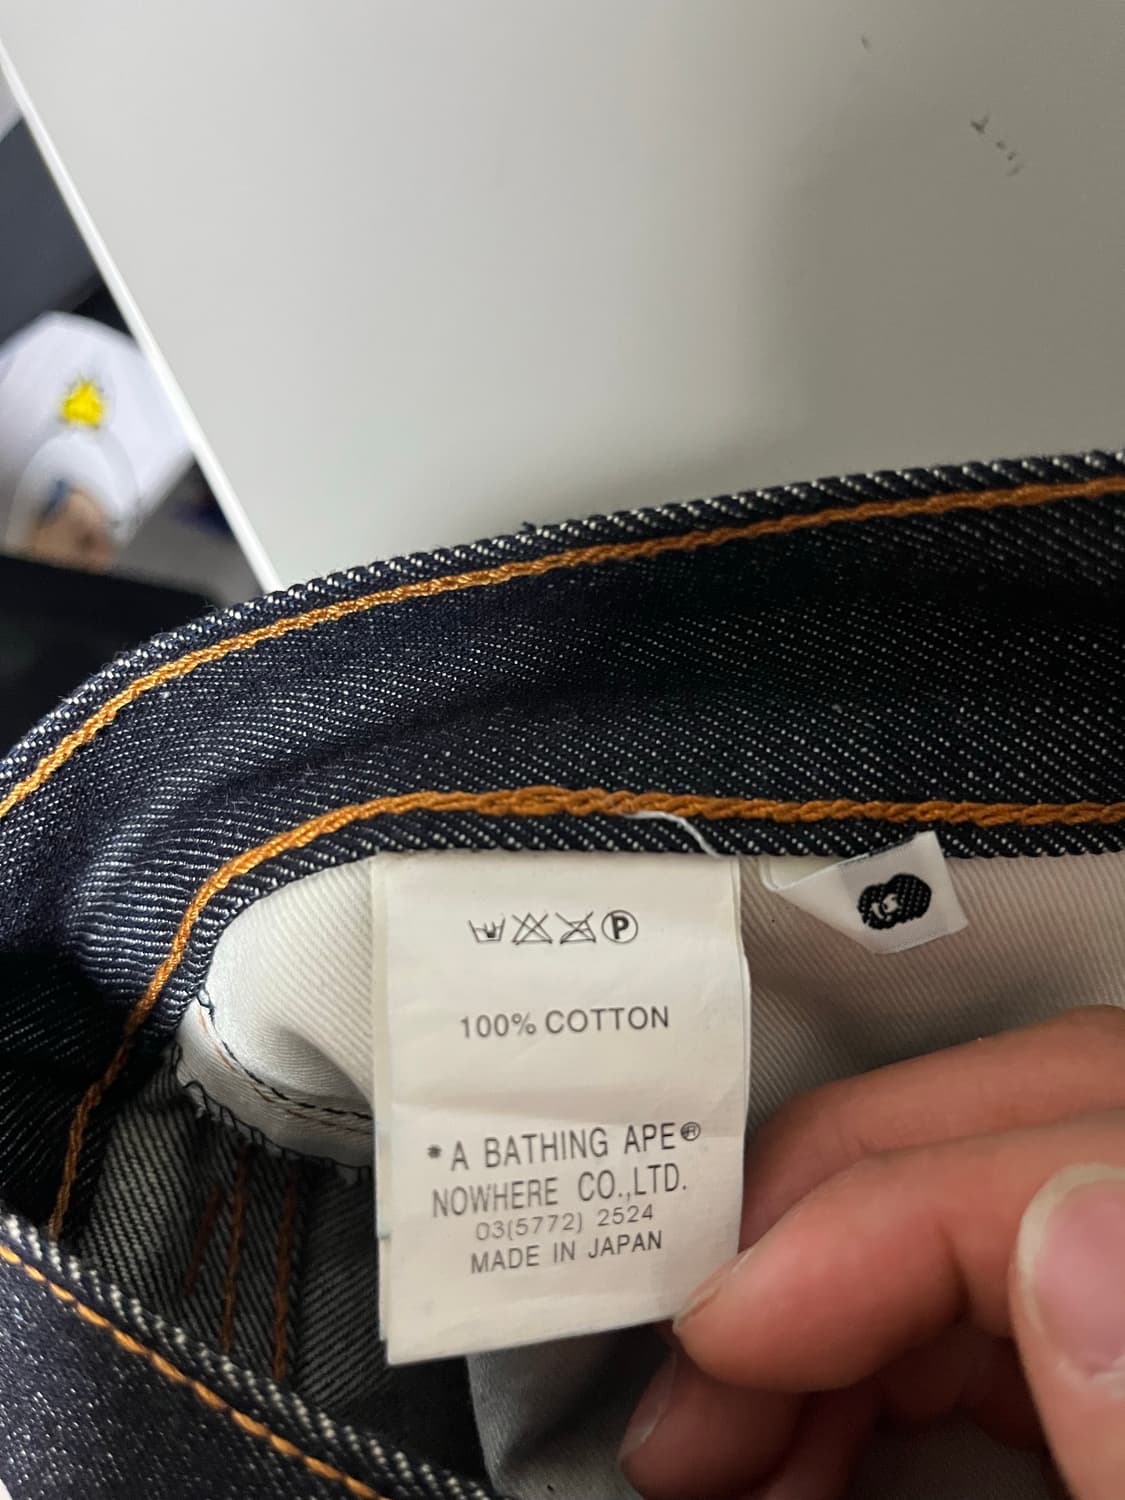 P
100% COTTON
*A BATHING APE®
NOWHERE CO.,LTD.
03(5772) 2524
MADE IN JAPAN